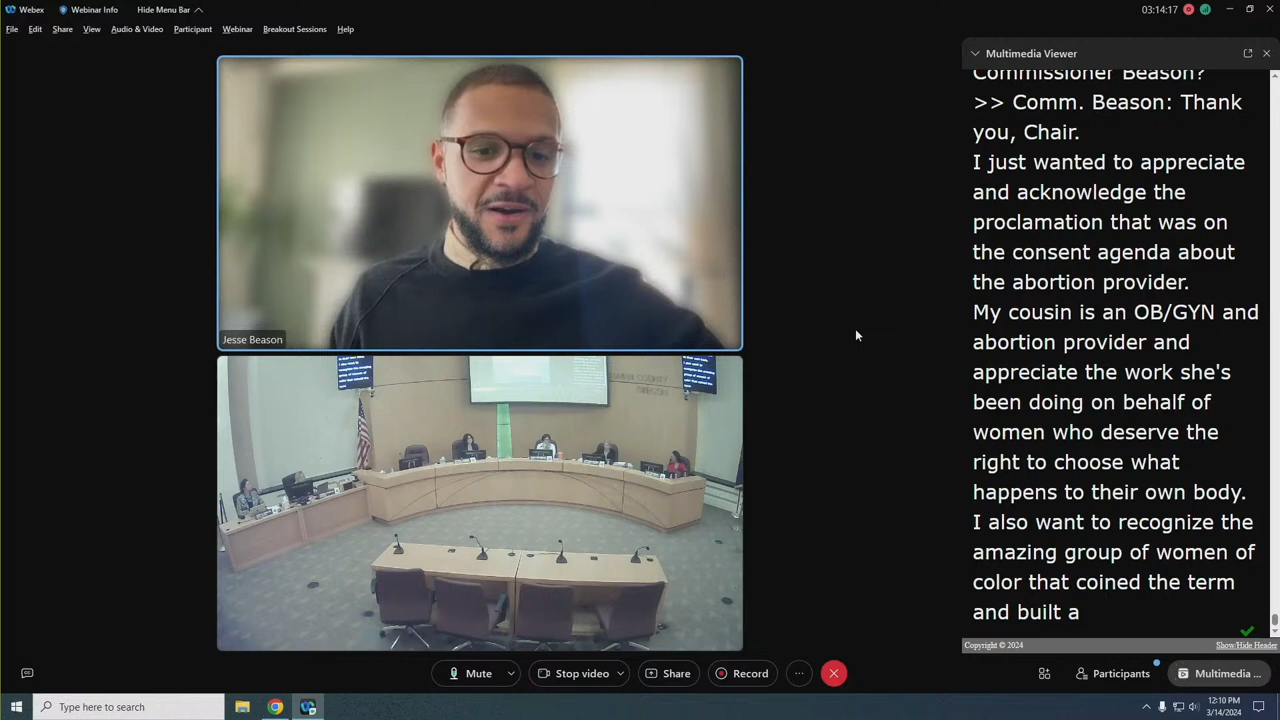 Webex
Webinar Info
Hide Menu Bar
03:14:17
File Edit Share View Audio & Video Participant Webinar Breakout Sessions Help
Multimedia Viewer
Commissioner Beason?
>> Comm. Beason: Thank
you, Chair.
I just wanted to appreciate
and acknowledge the
proclamation that was on
the consent agenda about
the abortion provider.
My cousin is an OB/GYN and
abortion provider and
appreciate the work she's
been doing on behalf of
women who deserve the
right to choose what
happens to their own body.
I also want to recognize the
amazing group of women of
color that coined the term
and built a
Jesse Beason
Copyright © 2024
Show/Hide Header
Mute
Stop video
Share
Record
Participants
Multimedia ...
Type here to search
12:10 PM
3/14/2024